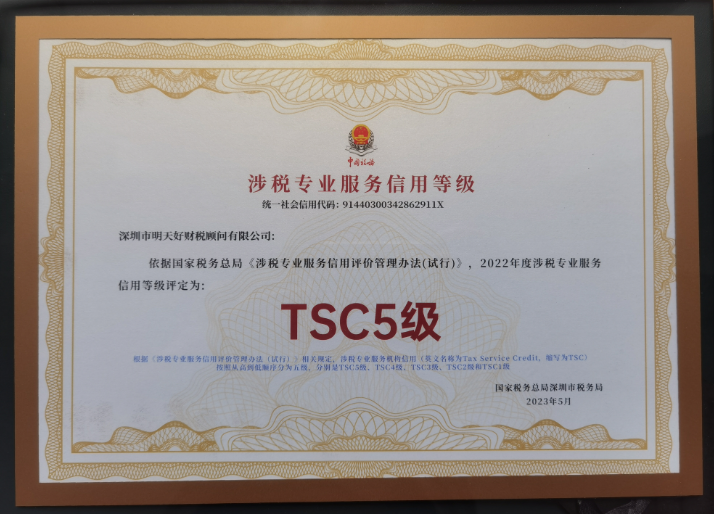 中国税务
涉税专业服务信用等级
统一社会信用代码：91440300342862911X
深圳市明天好财税顾问有限公司：
依据国家税务总局《涉税专业服务信用评价管理办法(试行)》，2022年度涉税专业服务
信用等级评定为：
TSC5级
根据《涉税专业服务信用评价管理办法（试行）》相关规定，涉税专业服务机构信用（英文名称为Tax Service Credit，缩写为TSC）
按照从高到低顺序分为五级，分别是TSC5级、TSC4级、TSC3级、TSC2级和TSC1级
国家税务总局深圳市税务局
2023年5月